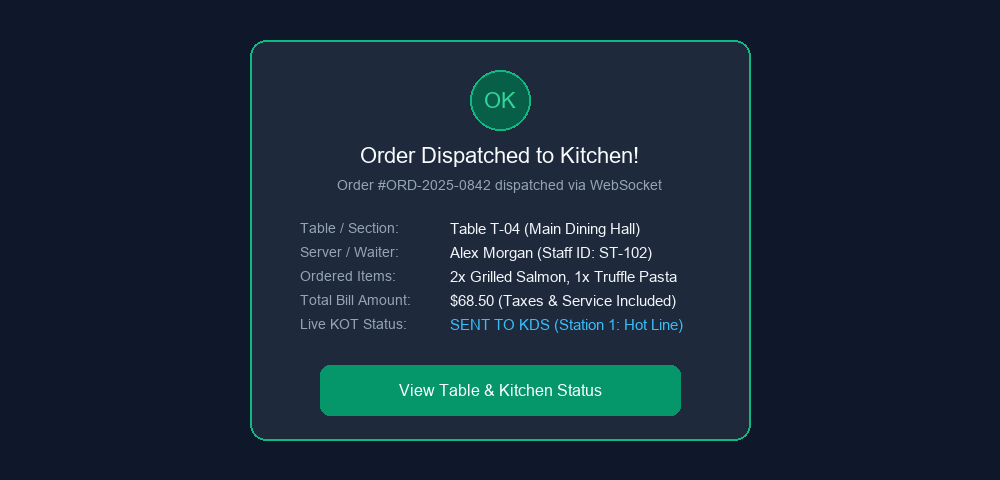 OK
Order Dispatched to Kitchen!
Order #ORD-2025-0842 dispatched via WebSocket
Table / Section: Table T-04 (Main Dining Hall)
Server / Waiter: Alex Morgan (Staff ID: ST-102)
Ordered Items: 2x Grilled Salmon, 1x Truffle Pasta
Total Bill Amount: $68.50 (Taxes & Service Included)
Live KOT Status: SENT TO KDS (Station 1: Hot Line)
View Table & Kitchen Status